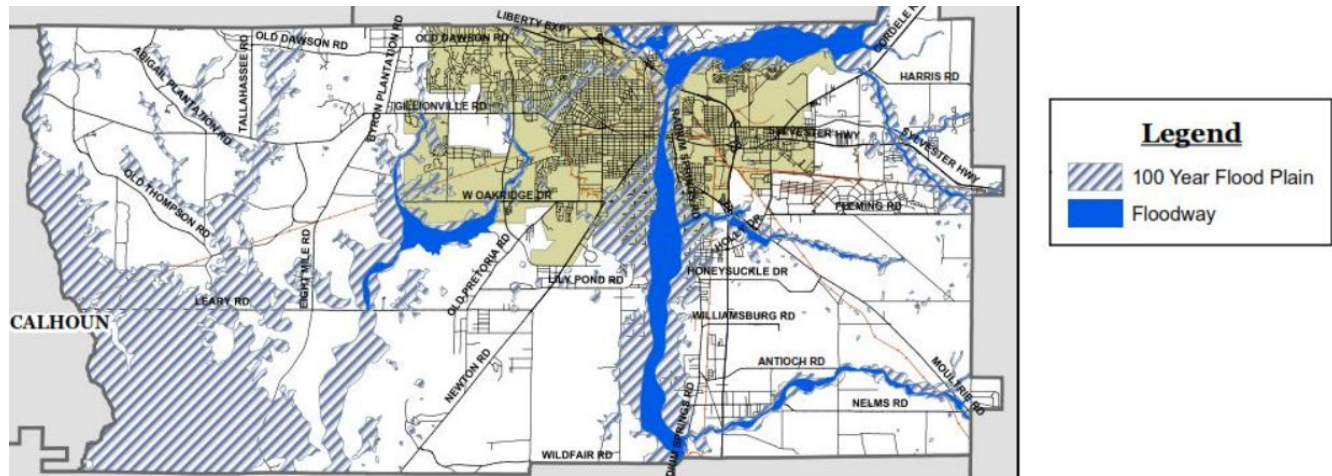 LIBERTY EXPY
OLD DAWSON RD
OLD DAWSON RD
CORDELE R
ABIGAIL PLANTATION RD
TALLAHASSEE RD
BYRON PLANTATION RD
HARRIS RD
GILLIONVILLE RD
RADIUM SPRINGS RD
SYLVESTER HWY
SYLVESTER HWY
OLD THOMPSON RD
W OAKRIDGE DR
FLEMING RD
HOLLY DR
EIGHT MILE RD
OLD PRETORIA RD
HONEYSUCKLE DR
LILY POND RD
LEARY RD
CALHOUN
WILLIAMSBURG RD
NEWTON RD
ANTIOCH RD
MOULTRIE RD
NELMS RD
WILDFAIR RD
DIUM SPRINGS RD
Legend
100 Year Flood Plain
Floodway